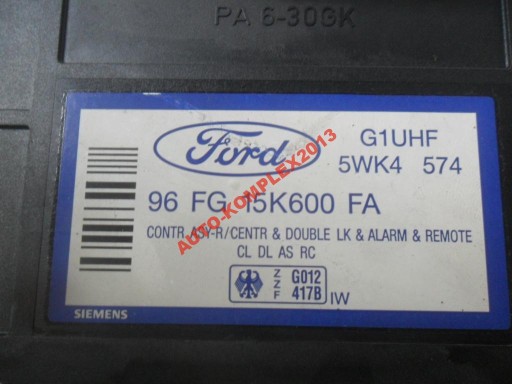 PA 6-30GK
Ford
G1UHF
5WK4 574
96 FG 15K600 FA
CONTR ASY-R/CENTR & DOUBLE LK & ALARM & REMOTE
CL DL AS RC
ZZF
G012
417B
IW
SIEMENS
AUTO-KOMPLEX2013